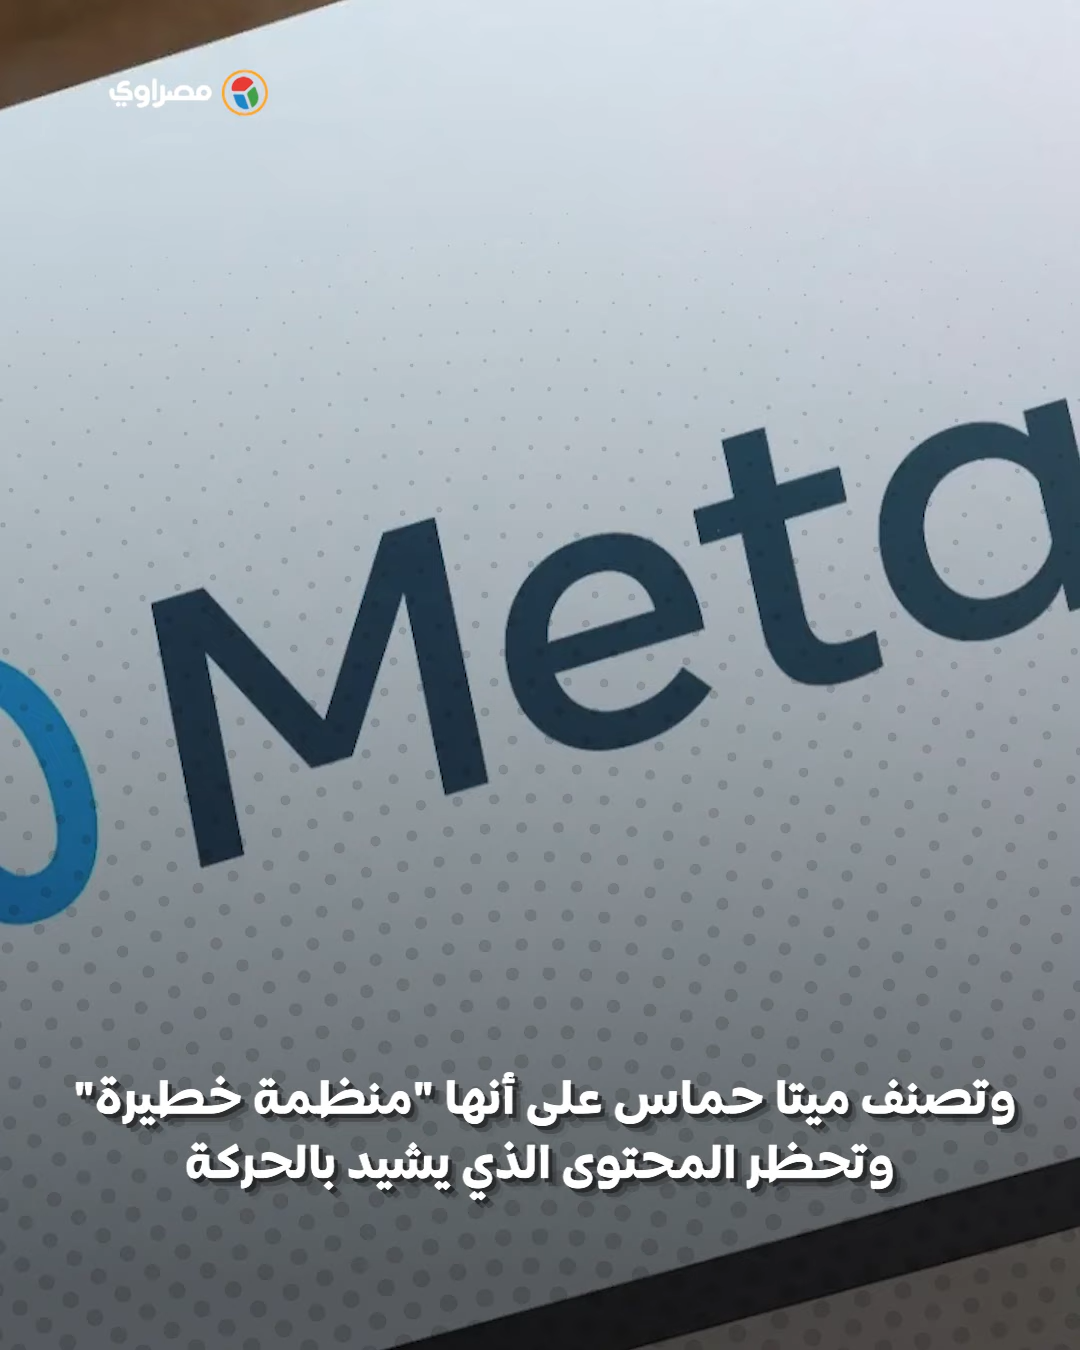 مصراوي
Meta
وتصنف ميتا حماس على أنها "منظمة خطيرة"
وتحظر المحتوى الذي يشيد بالحركة